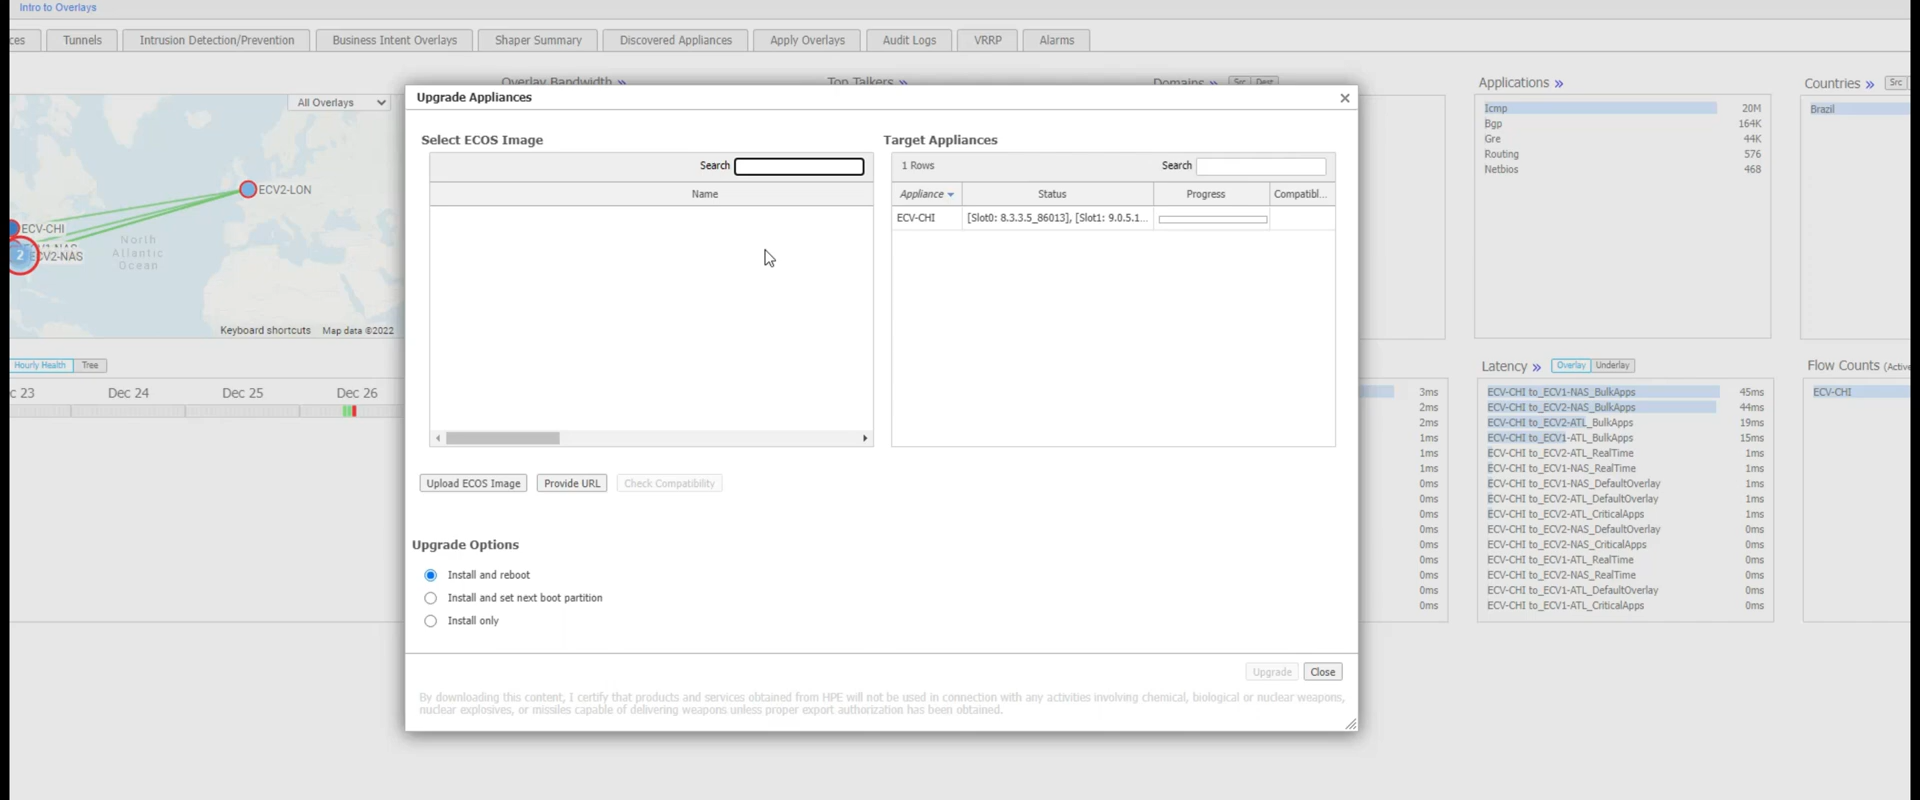 Intro to Overlays
ces
Tunnels
Intrusion Detection/Prevention
Business Intent Overlays
Shaper Summary
Discovered Appliances
Apply Overlays
Audit Logs
VRRP
Alarms
Overlay Bandwidth »
Top Talkers »
Domains »
Src Dest
Applications »
Countries »
Src
All Overlays
ECV2-LON
ECV-CHI
2
ECV2-NAS
North
Atlantic
Ocean
Keyboard shortcuts
Map data ©2022
Icmp 20M
Bgp 164K
Gre 44K
Routing 576
Netbios 468
Brazil
Upgrade Appliances
Select ECOS Image
Search
Name
Target Appliances
1 Rows
Search
Appliance
Status
Progress
Compatibl...
ECV-CHI
[Slot0: 8.3.3.5_86013], [Slot1: 9.0.5.1...
Upload ECOS Image
Provide URL
Check Compatibility
Upgrade Options
Install and reboot
Install and set next boot partition
Install only
Upgrade
Close
By downloading this content, I certify that products and services obtained from HPE will not be used in connection with any activities involving chemical, biological or nuclear weapons,
nuclear explosives, or missiles capable of delivering weapons unless proper export authorization has been obtained.
Hourly Health
Tree
c 23
Dec 24
Dec 25
Dec 26
3ms
2ms
2ms
1ms
1ms
1ms
0ms
0ms
0ms
0ms
0ms
0ms
0ms
0ms
0ms
Latency »
Overlay
Underlay
ECV-CHI to_ECV1-NAS_BulkApps 45ms
ECV-CHI to_ECV2-NAS_BulkApps 44ms
ECV-CHI to_ECV2-ATL_BulkApps 19ms
ECV-CHI to_ECV1-ATL_BulkApps 15ms
ECV-CHI to_ECV2-ATL_RealTime 1ms
ECV-CHI to_ECV1-NAS_RealTime 1ms
ECV-CHI to_ECV1-NAS_DefaultOverlay 1ms
ECV-CHI to_ECV2-ATL_DefaultOverlay 1ms
ECV-CHI to_ECV2-ATL_CriticalApps 1ms
ECV-CHI to_ECV2-NAS_DefaultOverlay 0ms
ECV-CHI to_ECV2-NAS_CriticalApps 0ms
ECV-CHI to_ECV1-ATL_RealTime 0ms
ECV-CHI to_ECV2-NAS_RealTime 0ms
ECV-CHI to_ECV1-ATL_DefaultOverlay 0ms
ECV-CHI to_ECV1-ATL_CriticalApps 0ms
Flow Counts (Active
ECV-CHI